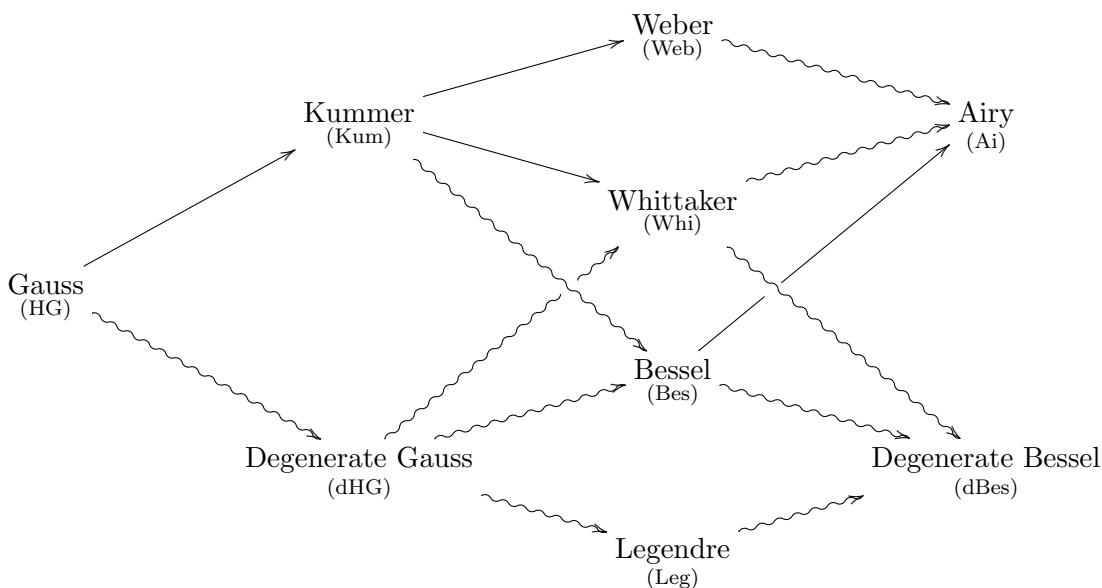 Weber
(Web)
Kummer
(Kum)
Airy
(Ai)
Whittaker
(Whi)
Gauss
(HG)
Bessel
(Bes)
Degenerate Gauss
(dHG)
Degenerate Bessel
(dBes)
Legendre
(Leg)